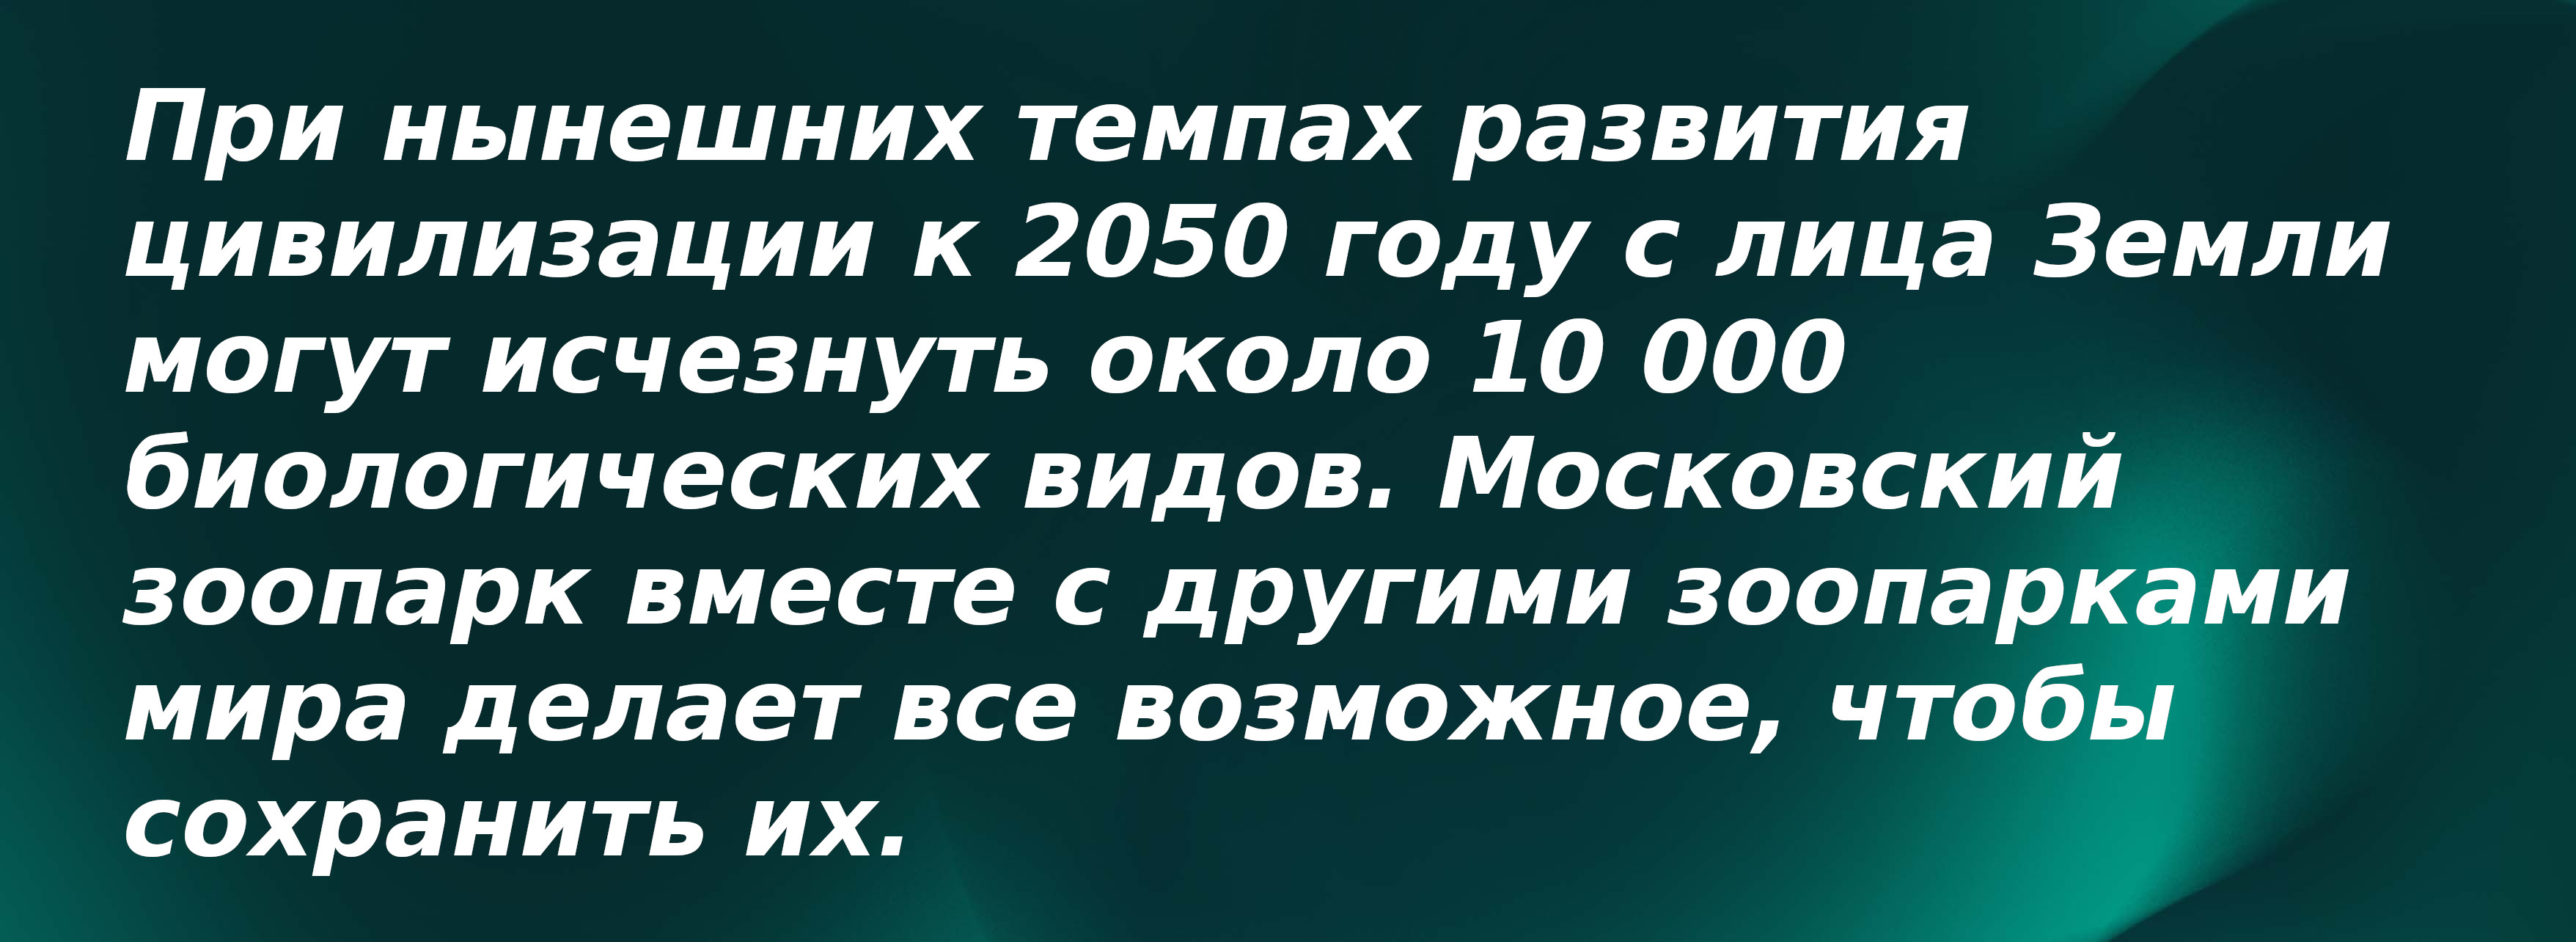 При нынешних темпах развития
цивилизации к 2050 году с лица Земли
могут исчезнуть около 10 000
биологических видов. Московский
зоопарк вместе с другими зоопарками
мира делает все возможное, чтобы
сохранить их.